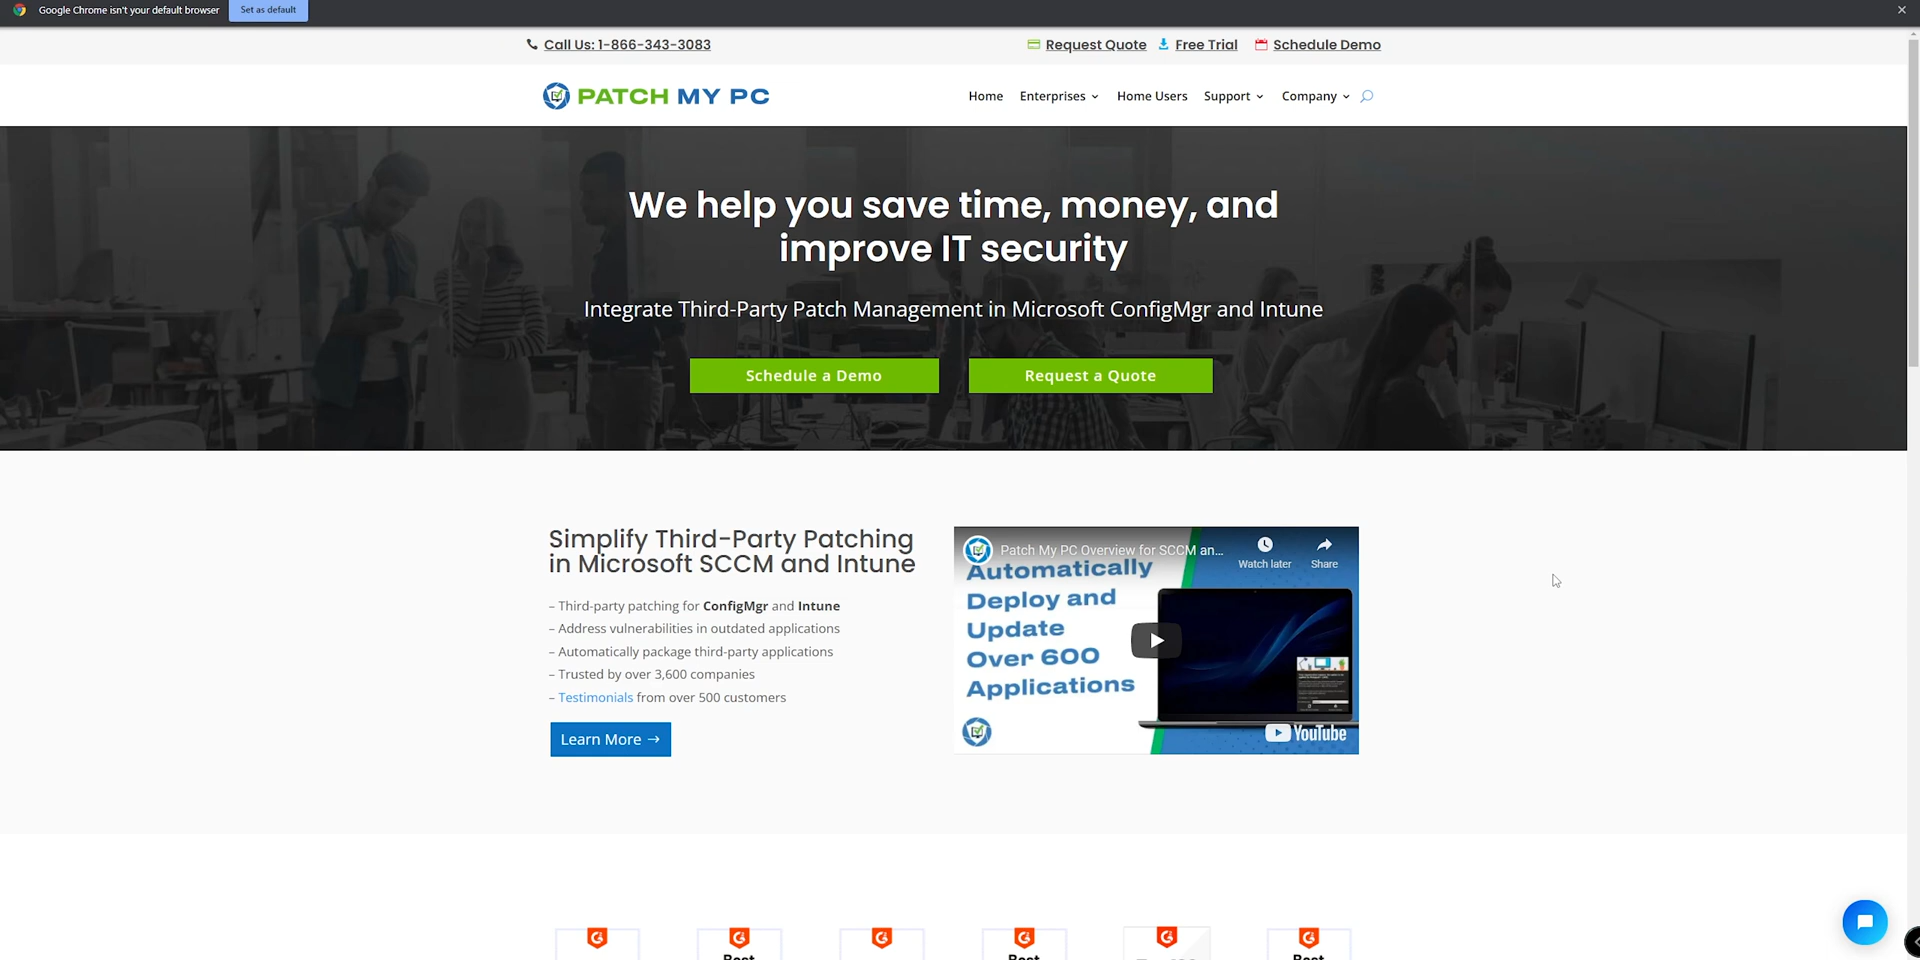 Google Chrome isn't your default browser Set as default
Call Us: 1-866-343-3083 Request Quote Free Trial Schedule Demo
PATCH MY PC Home Enterprises Home Users Support Company
We help you save time, money, and
improve IT security
Integrate Third-Party Patch Management in Microsoft ConfigMgr and Intune
Schedule a Demo Request a Quote
Simplify Third-Party Patching
in Microsoft SCCM and Intune
– Third-party patching for ConfigMgr and Intune
– Address vulnerabilities in outdated applications
– Automatically package third-party applications
– Trusted by over 3,600 companies
– Testimonials from over 500 customers
Learn More →
Patch My PC Overview for SCCM an...
Watch later Share
Automatically
Deploy and
Update
Over 600
Applications
YouTube
Best Best Best